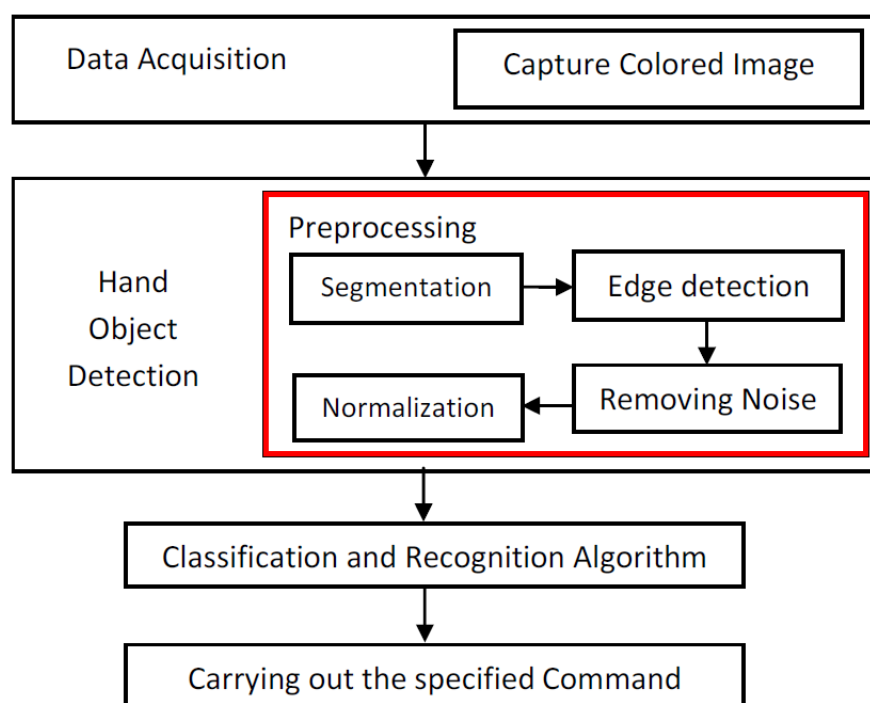 Data Acquisition
Capture Colored Image
Hand
Object
Detection
Preprocessing
Segmentation
Edge detection
Removing Noise
Normalization
Classification and Recognition Algorithm
Carrying out the specified Command